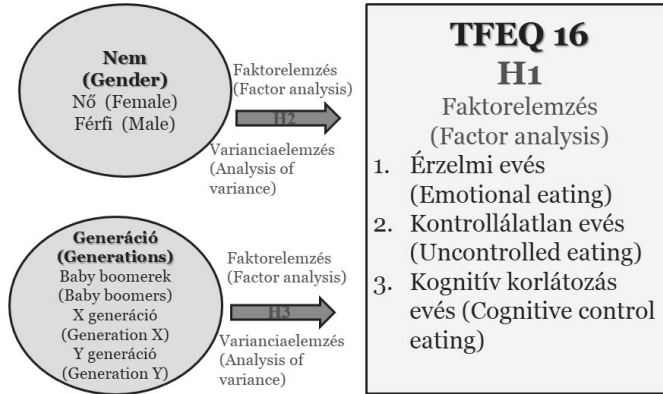 Nem
(Gender)
Nő (Female)
Férfi (Male)
Faktorelemzés
(Factor analysis)
H2
Varianciaelemzés
(Analysis of
variance)
Generáció
(Generations)
Baby boomerek
(Baby boomers)
X generáció
(Generation X)
Y generáció
(Generation Y)
Faktorelemzés
(Factor analysis)
H3
Varianciaelemzés
(Analysis of
variance)
TFEQ 16
H1
Faktorelemzés
(Factor analysis)
1. Érzelmi evés
(Emotional eating)
2. Kontrollálatlan evés
(Uncontrolled eating)
3. Kognitív korlátozás
evés (Cognitive control
eating)